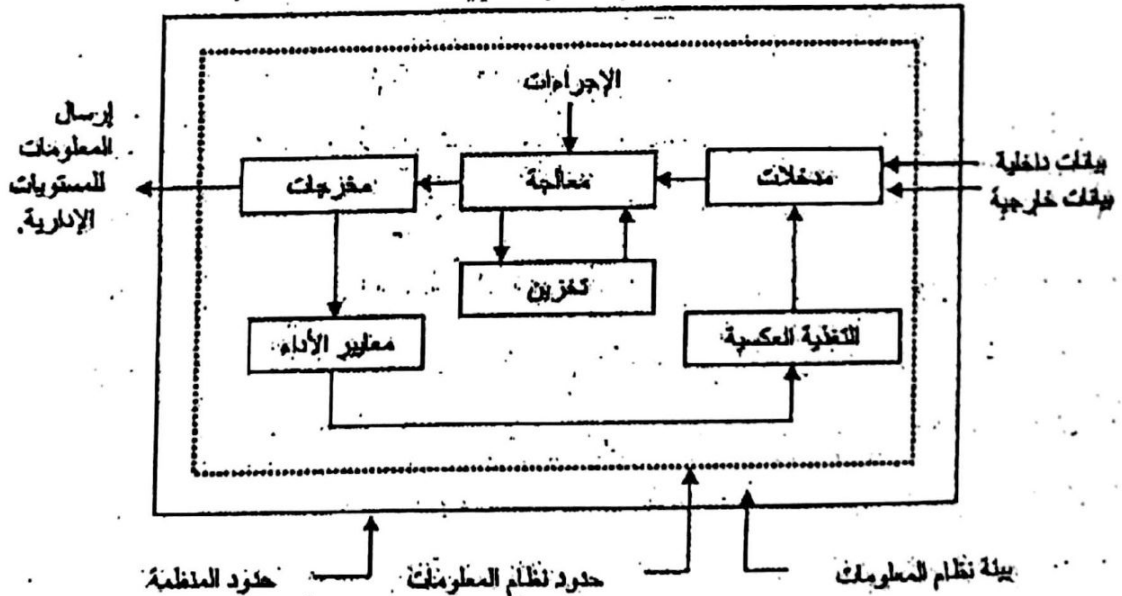 الإجراءات
إرسال
المعلومات
للمستويات
الإدارية.
بيانات داخلية
بيانات خارجية
مدخلات
معالجة
مخرجات
تخزين
التغذية العكسية
معايير الأداء
بيئة نظام المعلومات
حدود نظام المعلومات
حدود المنظمة